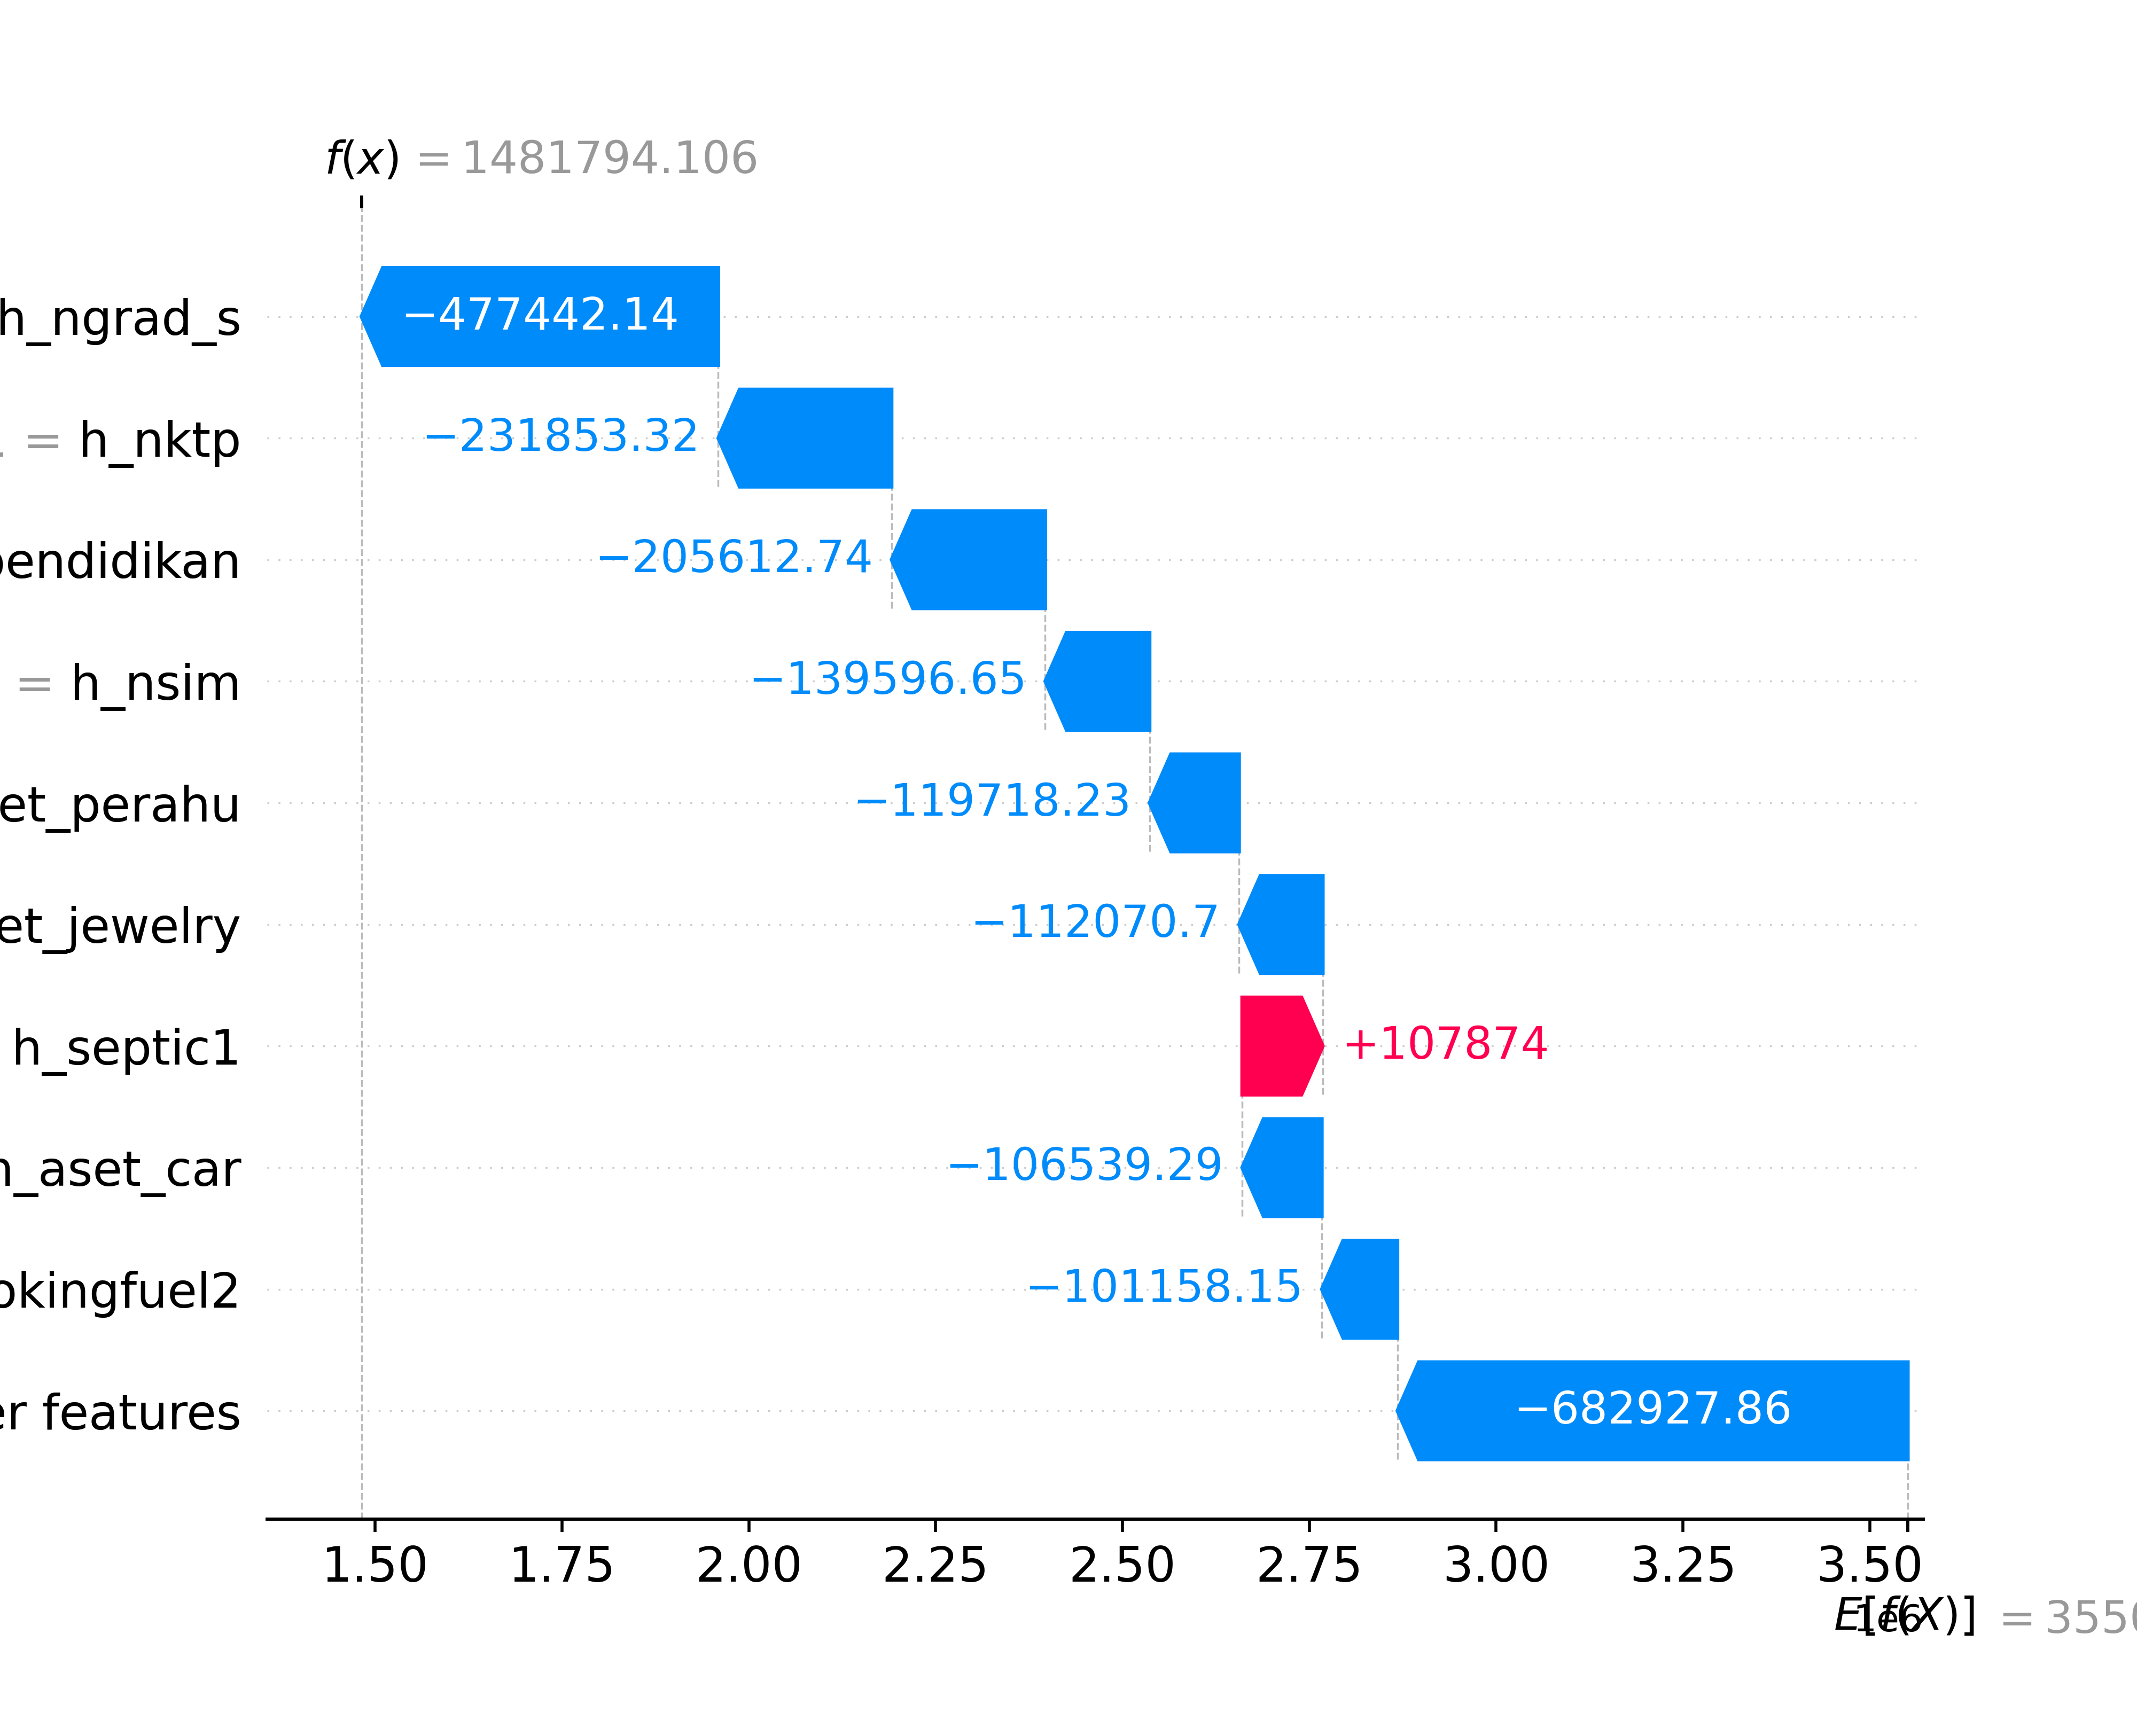 f(x) = 1481794.106
h_ngrad_s −477442.14
= h_nktp −231853.32
pendidikan −205612.74
= h_nsim −139596.65
et_perahu −119718.23
et_jewelry −112070.7
h_septic1 +107874
_aset_car −106539.29
okingfuel2 −101158.15
er features −682927.86
1.50 1.75 2.00 2.25 2.50 2.75 3.00 3.25 3.50
1e6
E[f(X)] = 3550